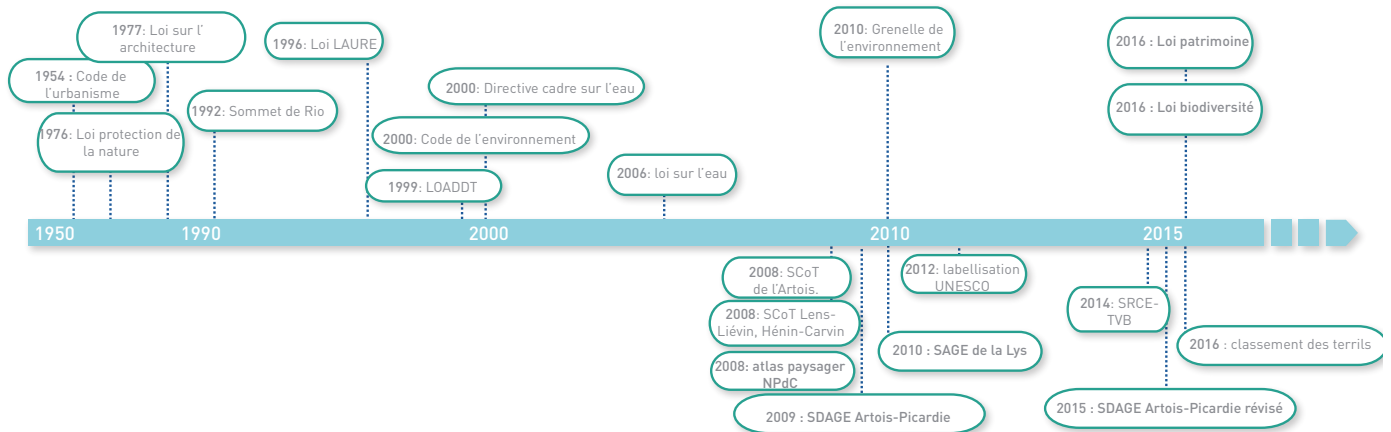 1977: Loi sur l'
architecture
1954 : Code de
l'urbanisme
1976: Loi protection de
la nature
1992: Sommet de Rio
1996: Loi LAURE
2000: Directive cadre sur l'eau
2000: Code de l'environnement
1999: LOADDT
2006: loi sur l'eau
2010: Grenelle de
l'environnement
2016 : Loi patrimoine
2016 : Loi biodiversité
1950
1990
2000
2010
2015
2008: SCoT
de l'Artois.
2008: SCoT Lens-
Liévin, Hénin-Carvin
2008: atlas paysager
NPdC
2009 : SDAGE Artois-Picardie
2012: labellisation
UNESCO
2010 : SAGE de la Lys
2014: SRCE-
TVB
2016 : classement des terrils
2015 : SDAGE Artois-Picardie révisé